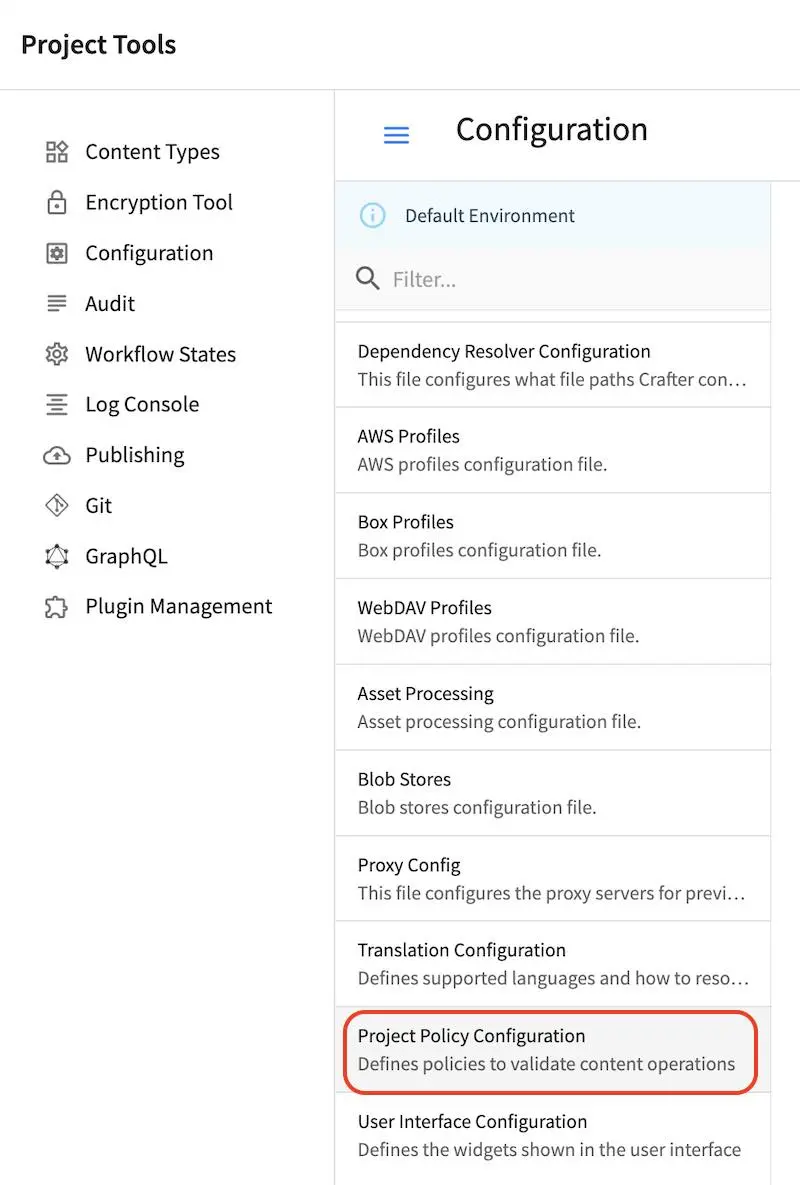 Project Tools
Content Types
Encryption Tool
Configuration
Audit
Workflow States
Log Console
Publishing
Git
GraphQL
Plugin Management
Configuration
Default Environment
Filter...
Dependency Resolver Configuration
This file configures what file paths Crafter con…
AWS Profiles
AWS profiles configuration file.
Box Profiles
Box profiles configuration file.
WebDAV Profiles
WebDAV profiles configuration file.
Asset Processing
Asset processing configuration file.
Blob Stores
Blob stores configuration file.
Proxy Config
This file configures the proxy servers for previ…
Translation Configuration
Defines supported languages and how to reso…
Project Policy Configuration
Defines policies to validate content operations
User Interface Configuration
Defines the widgets shown in the user interface